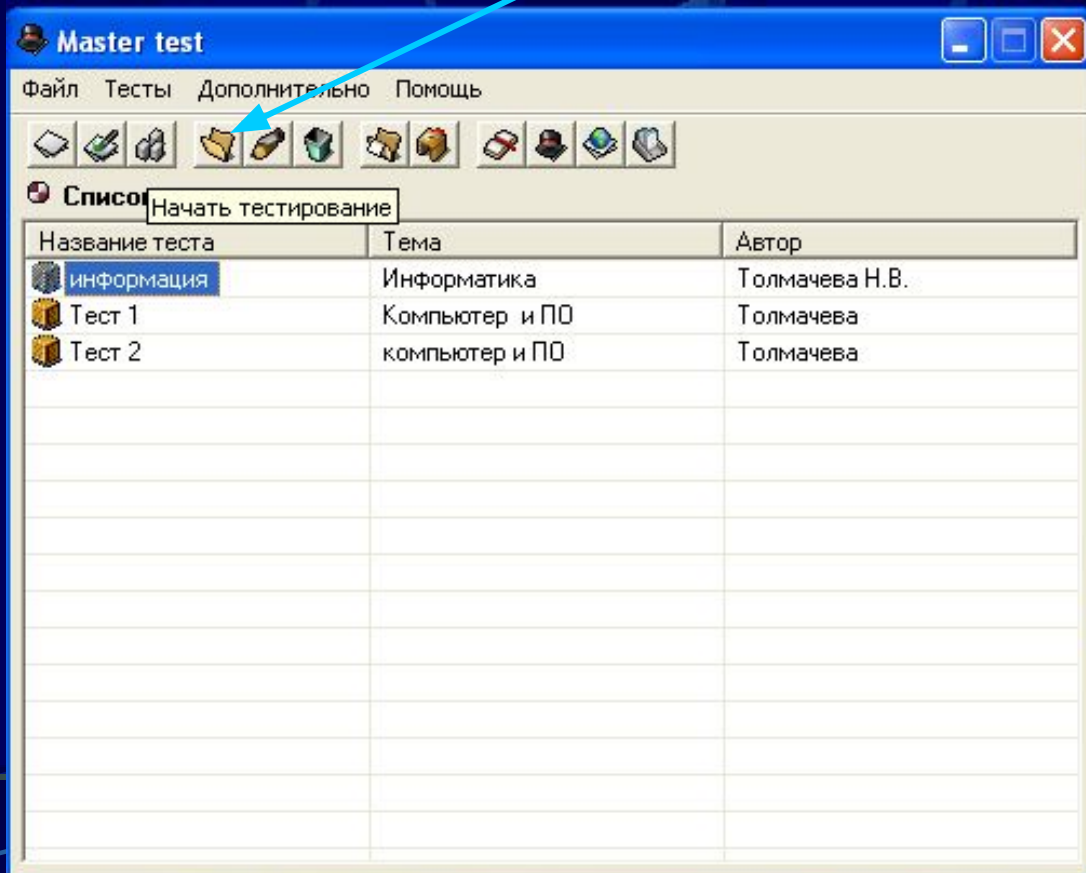 Master test
Файл Тесты Дополнительно Помощь
Начать тестирование
Название теста Тема Автор
информация Информатика Толмачева Н.В.
Тест 1 Компьютер и ПО Толмачева
Тест 2 компьютер и ПО Толмачева